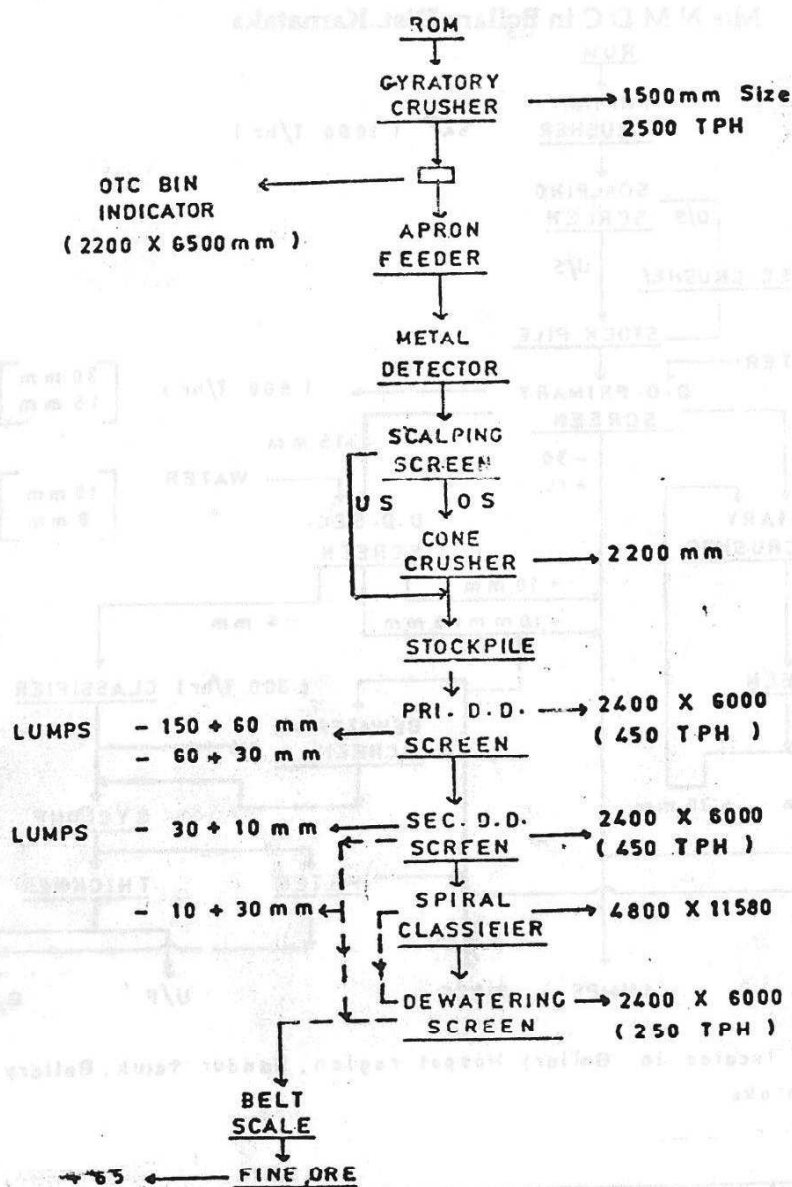 ROM
GYRATORY
CRUSHER
1500mm Size
2500 TPH
OTC BIN
INDICATOR
( 2200 X 6500mm )
APRON
FEEDER
METAL
DETECTOR
SCALPING
SCREEN
U S
O S
CONE
CRUSHER
2200 mm
STOCKPILE
PRI. D.D.
SCREEN
2400 X 6000
( 450 TPH )
LUMPS
- 150 + 60 mm
- 60 + 30 mm
SEC. D.D.
SCREEN
2400 X 6000
(450 TPH)
LUMPS
- 30 + 10 mm
- 10 + 30 mm
SPIRAL
CLASSIFIER
4800 X 11580
DEWATERING
SCREEN
2400 X 6000
(250 TPH)
BELT
SCALE
FINE ORE
65